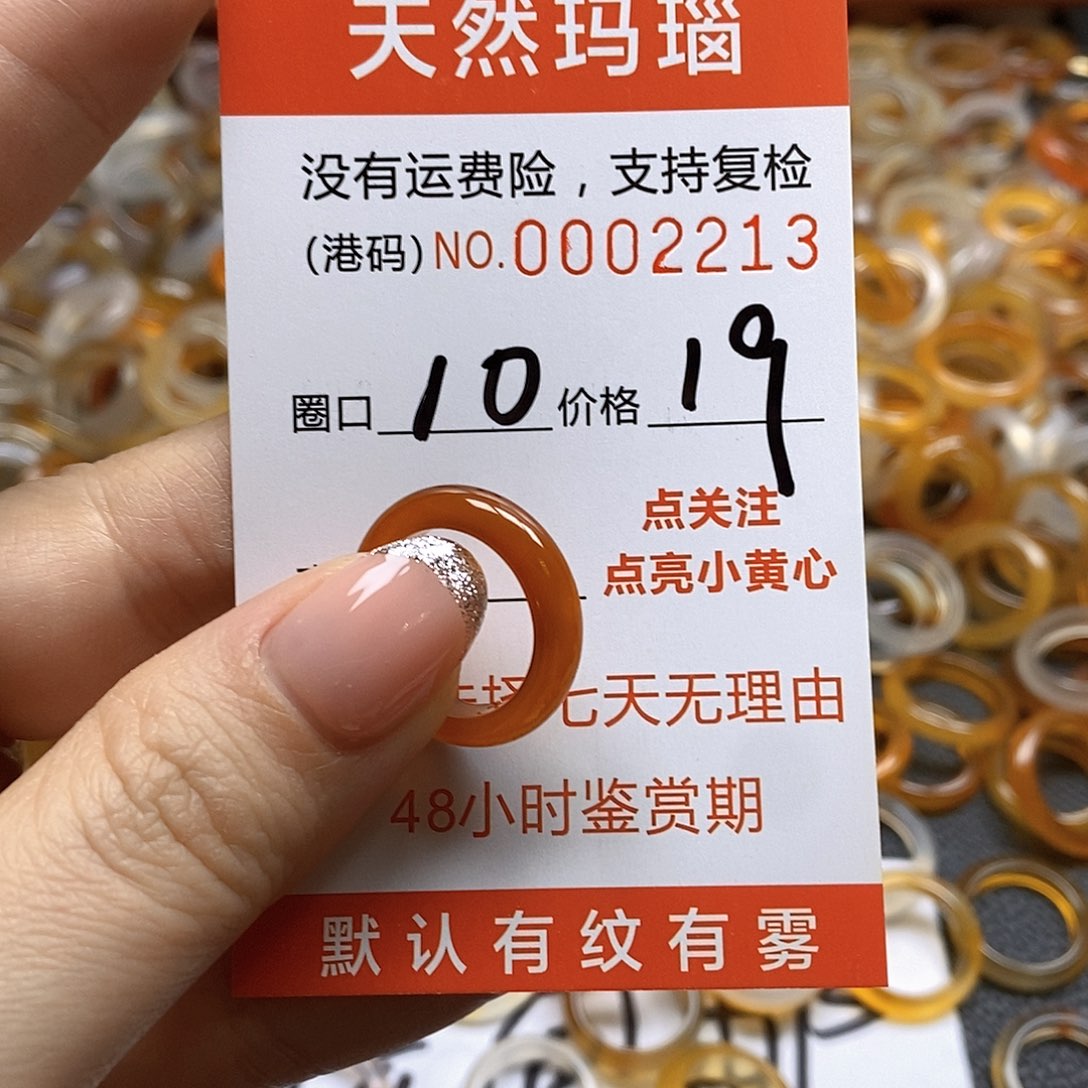 天然玛瑙
没有运费险，支持复检
(港码) NO.0002213
圈口 10 价格 19
点关注
点亮小黄心
七天无理由
48小时鉴赏期
默认有纹有雾